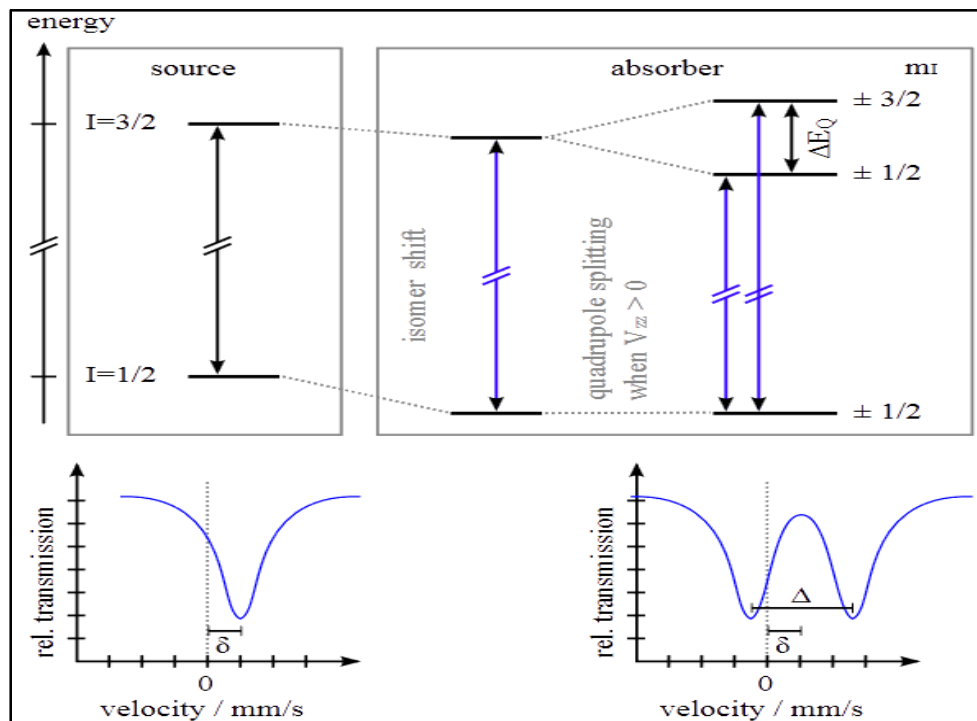 energy
source
absorber
mI
I=3/2
± 3/2
ΔEQ
± 1/2
isomer shift
quadrupole splitting
when Vzz > 0
I=1/2
± 1/2
rel. transmission
δ
0
velocity / mm/s
rel. transmission
Δ
δ
0
velocity / mm/s